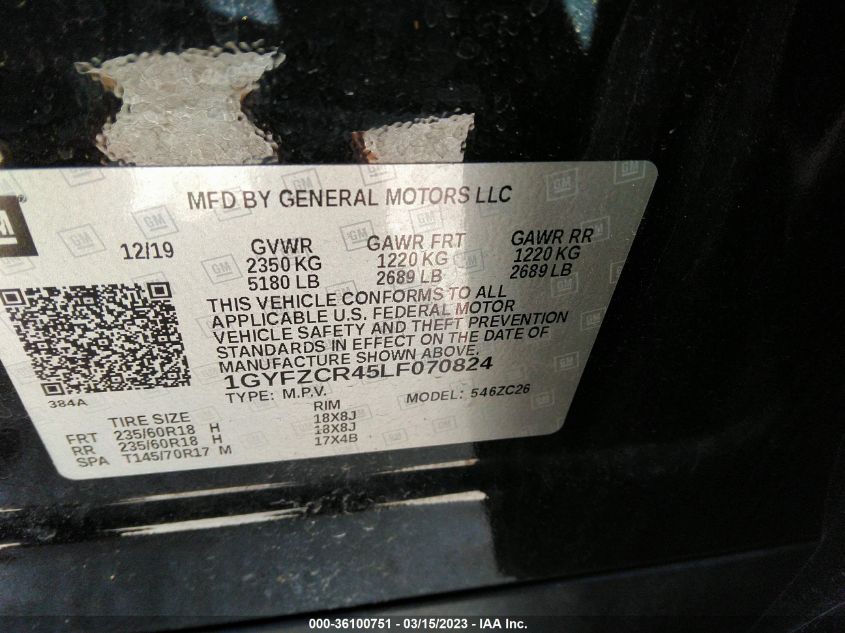 MFD BY GENERAL MOTORS LLC
12/19
GVWR
2350 KG
5180 LB
GAWR FRT
1220 KG
2689 LB
GAWR RR
1220 KG
2689 LB
THIS VEHICLE CONFORMS TO ALL
APPLICABLE U.S. FEDERAL MOTOR
VEHICLE SAFETY AND THEFT PREVENTION
STANDARDS IN EFFECT ON THE DATE OF
MANUFACTURE SHOWN ABOVE.
1GYFZCR45LF070824
TYPE: M.P.V. MODEL: 546ZC26
384A
TIRE SIZE RIM
FRT 235/60R18 H 18X8J
RR 235/60R18 H 18X8J
SPA T145/70R17 M 17X4B
000-36100751 - 03/15/2023 - IAA Inc.